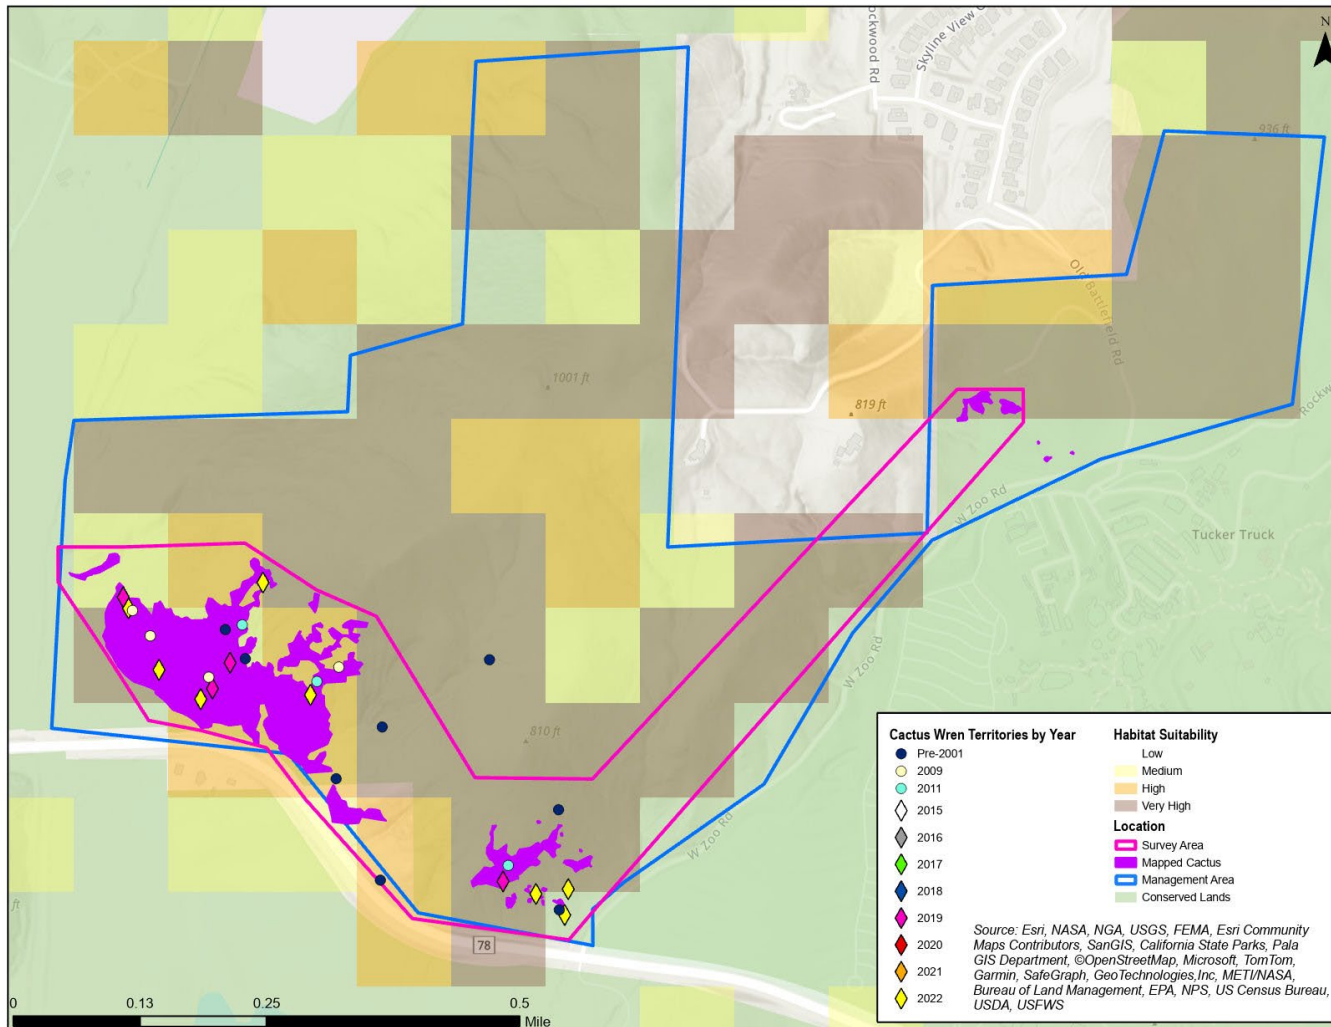 N
ockwood Rd
Skyline View
936 ft
Old Battlefield Rd
1001 ft
819 ft
Rockw
W Zoo Rd
Tucker Truck
W Zoo Rd
810 ft
W Zoo Rd
ft
78
Cactus Wren Territories by Year
Pre-2001
2009
2011
2015
2016
2017
2018
2019
2020
2021
2022
Habitat Suitability
Low
Medium
High
Very High
Location
Survey Area
Mapped Cactus
Management Area
Conserved Lands
Source: Esri, NASA, NGA, USGS, FEMA, Esri Community
Maps Contributors, SanGIS, California State Parks, Pala
GIS Department, ©OpenStreetMap, Microsoft, TomTom,
Garmin, SafeGraph, GeoTechnologies,Inc, METI/NASA,
Bureau of Land Management, EPA, NPS, US Census Bureau,
USDA, USFWS
0 0.13 0.25 0.5
Mile